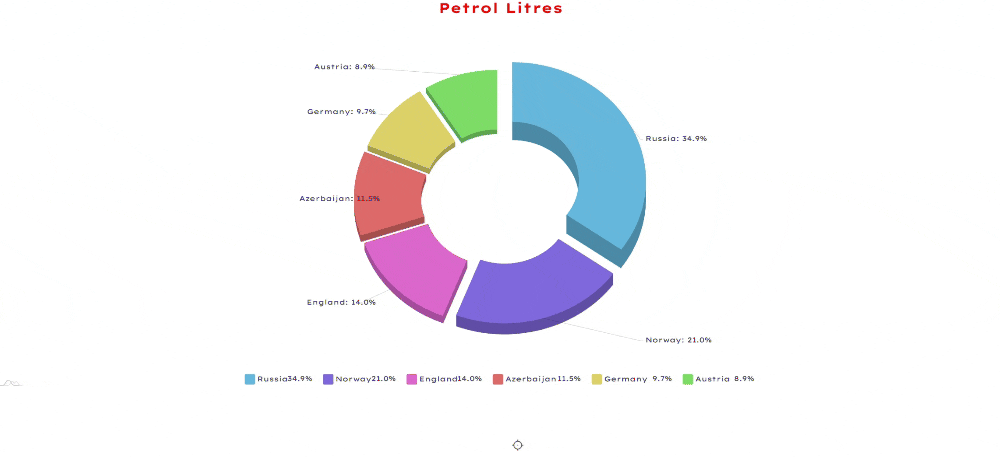 Petrol Litres
Austria: 8.9%
Germany: 9.7%
Russia: 34.9%
Azerbaijan: 11.5%
England: 14.0%
Norway: 21.0%
Russia34.9% Norway21.0% England14.0% Azerbaijan11.5% Germany 9.7% Austria 8.9%